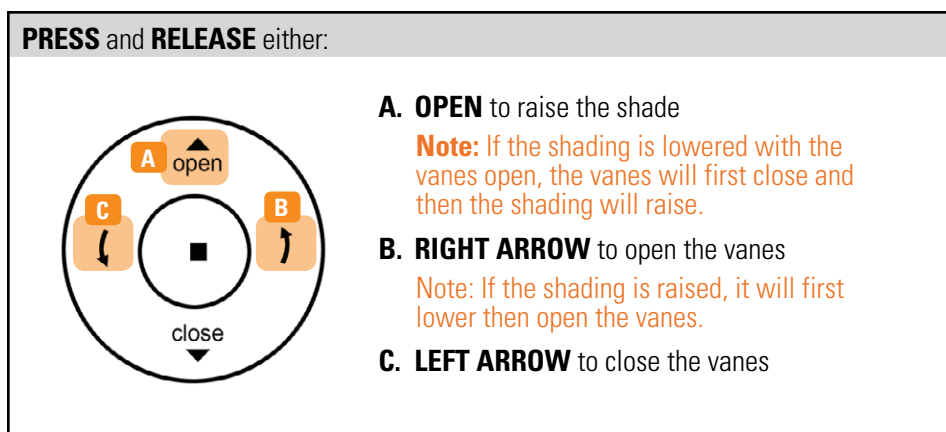 PRESS and RELEASE either:
A
open
C
B
close
A. OPEN to raise the shade
Note: If the shading is lowered with the
vanes open, the vanes will first close and
then the shading will raise.
B. RIGHT ARROW to open the vanes
Note: If the shading is raised, it will first
lower then open the vanes.
C. LEFT ARROW to close the vanes